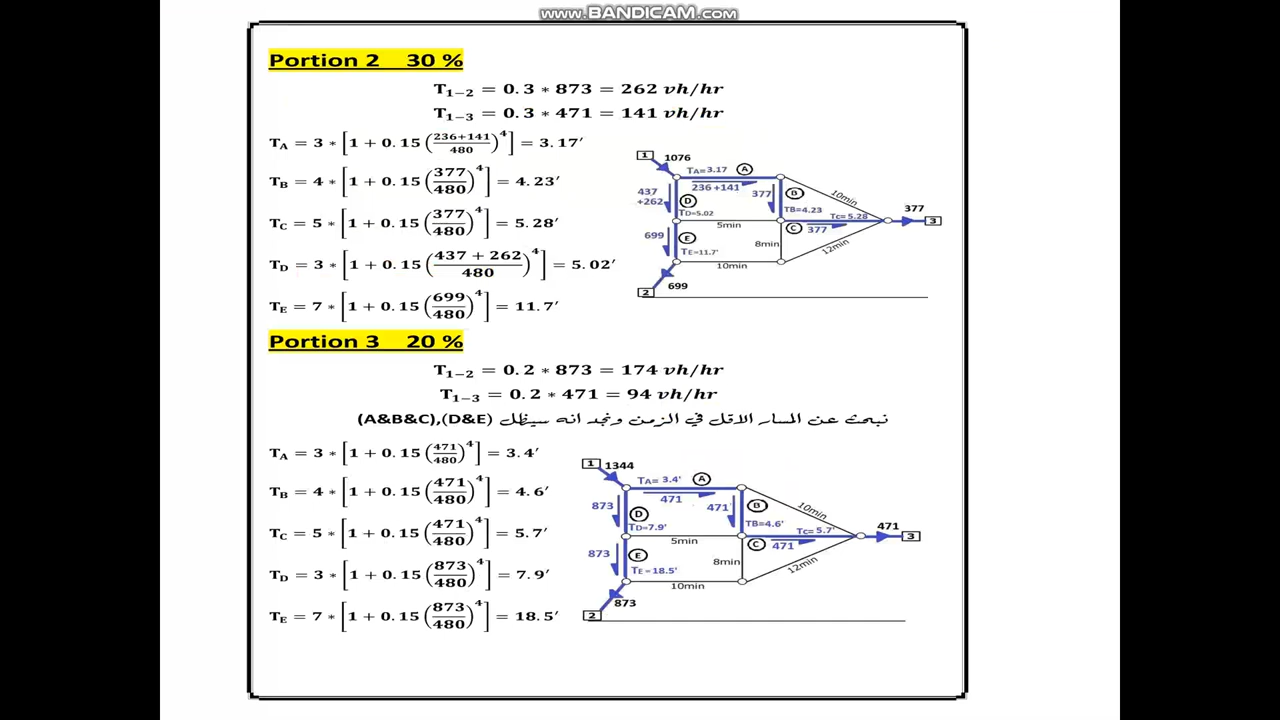 www.BANDICAM.com
Portion 2 30 %
T₁₋₂ = 0.3 * 873 = 262 vh/hr
T₁₋₃ = 0.3 * 471 = 141 vh/hr
T_A = 3 * [1 + 0.15 ((236+141)/480)^4] = 3.17′
T_B = 4 * [1 + 0.15 (377/480)^4] = 4.23′
T_C = 5 * [1 + 0.15 (377/480)^4] = 5.28′
T_D = 3 * [1 + 0.15 ((437 + 262)/480)^4] = 5.02′
T_E = 7 * [1 + 0.15 (699/480)^4] = 11.7′
1 1076
TA=3.17 A
236 +141
437
+262
D
377
B
10min
TD=5.02
TB=4.23
TC=5.28
377
3
5min
C
377
699
E
8min
12min
TE=11.7'
10min
2
699
Portion 3 20 %
T₁₋₂ = 0.2 * 873 = 174 vh/hr
T₁₋₃ = 0.2 * 471 = 94 vh/hr
نبحث عن المسار الاقل في الزمن ونجد انه سيظل (A&B&C),(D&E)
T_A = 3 * [1 + 0.15 (471/480)^4] = 3.4′
T_B = 4 * [1 + 0.15 (471/480)^4] = 4.6′
T_C = 5 * [1 + 0.15 (471/480)^4] = 5.7′
T_D = 3 * [1 + 0.15 (873/480)^4] = 7.9′
T_E = 7 * [1 + 0.15 (873/480)^4] = 18.5′
1 1344
TA= 3.4' A
471
873
D
471'
B
10min
TD=7.9'
TB=4.6'
TC=5.7'
471
3
5min
C
471
873
E
8min
12min
TE = 18.5'
10min
873
2